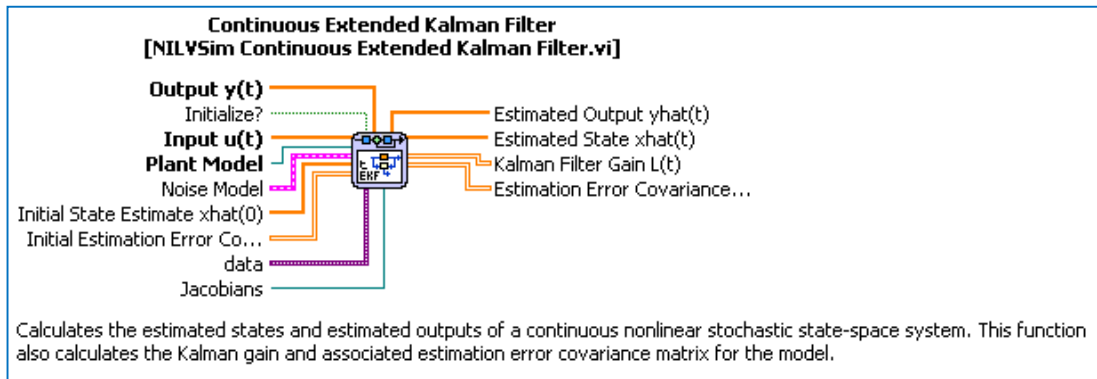 Continuous Extended Kalman Filter
[NILVSim Continuous Extended Kalman Filter.vi]
Output y(t)
Initialize?
Input u(t)
Plant Model
Noise Model
Initial State Estimate xhat(0)
Initial Estimation Error Co...
data
Jacobians
t
EKF
Estimated Output yhat(t)
Estimated State xhat(t)
Kalman Filter Gain L(t)
Estimation Error Covariance...
Calculates the estimated states and estimated outputs of a continuous nonlinear stochastic state-space system. This function
also calculates the Kalman gain and associated estimation error covariance matrix for the model.